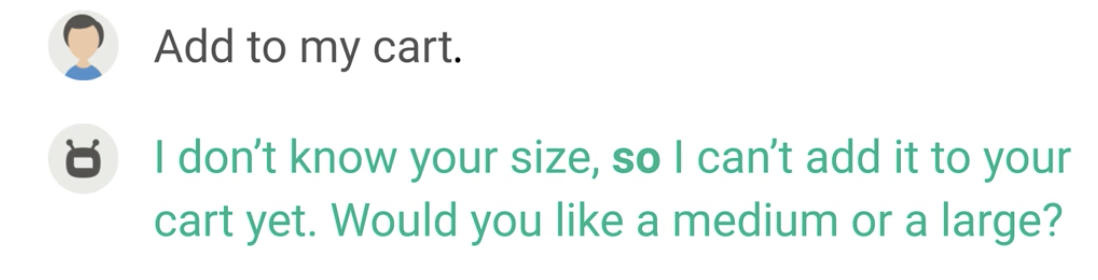 Add to my cart.
I don't know your size, so I can't add it to your
cart yet. Would you like a medium or a large?